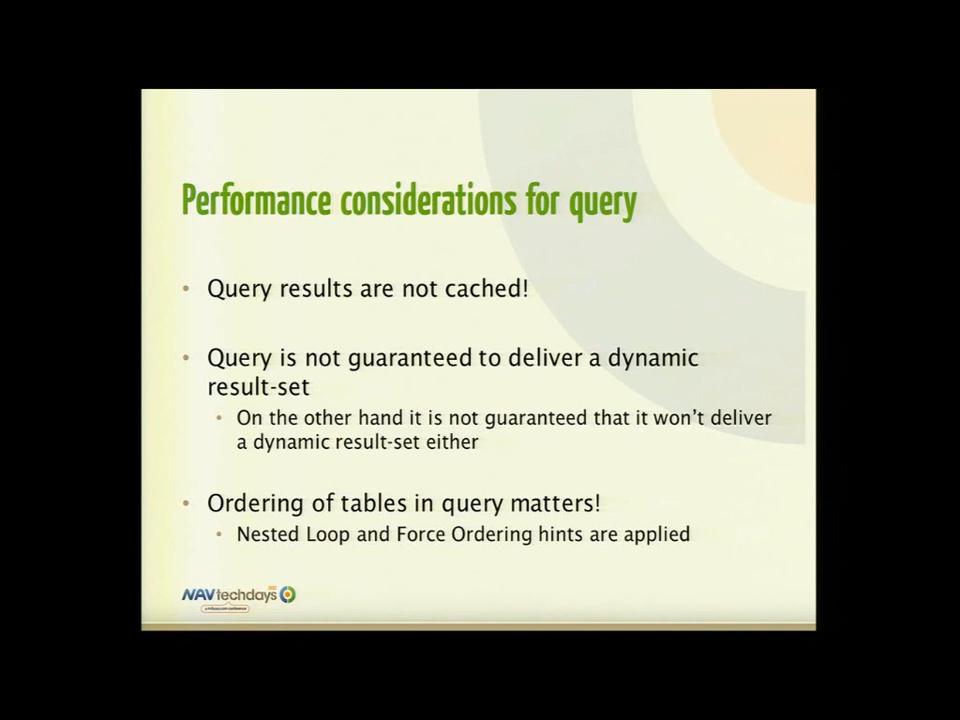 Performance considerations for query
• Query results are not cached!
• Query is not guaranteed to deliver a dynamic
result-set
• On the other hand it is not guaranteed that it won't deliver
a dynamic result-set either
• Ordering of tables in query matters!
• Nested Loop and Force Ordering hints are applied
NAVtechdays